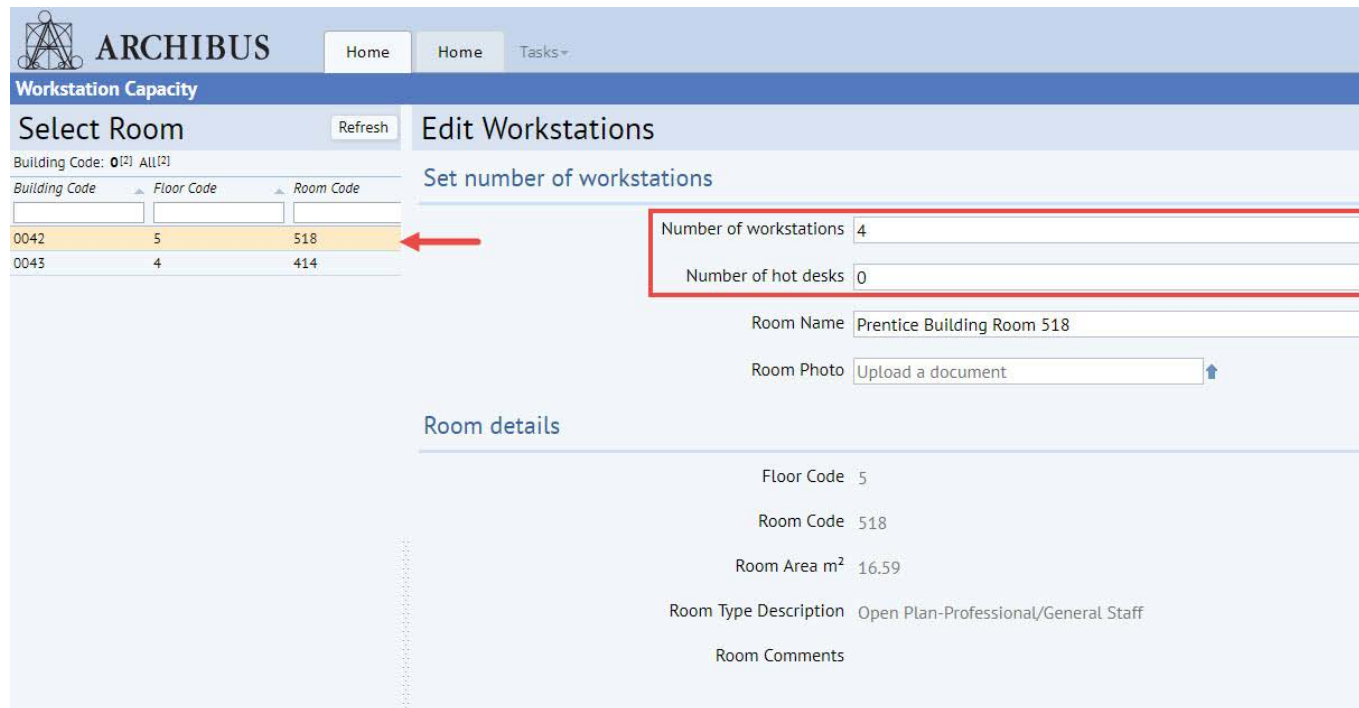 ARCHIBUS
Home
Home
Tasks
Workstation Capacity
Select Room
Refresh
Building Code: 0[2] All[2]
Building Code Floor Code Room Code
0042 5 518
0043 4 414
Edit Workstations
Set number of workstations
Number of workstations 4
Number of hot desks 0
Room Name Prentice Building Room 518
Room Photo Upload a document
Room details
Floor Code 5
Room Code 518
Room Area m² 16.59
Room Type Description Open Plan-Professional/General Staff
Room Comments